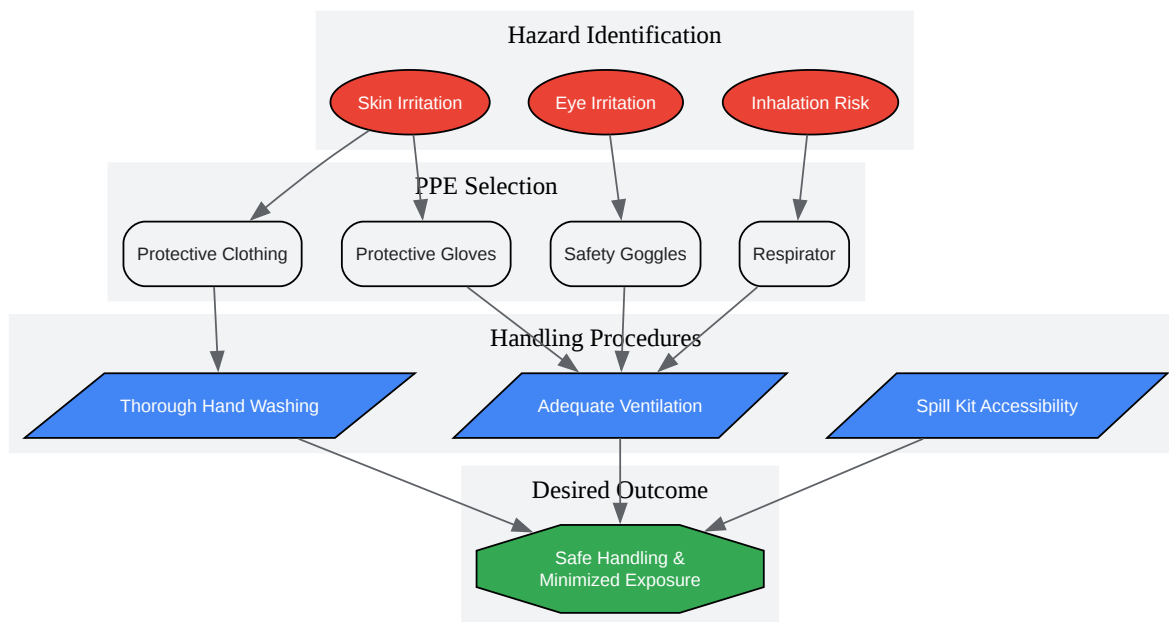 Hazard Identification
Skin Irritation
Eye Irritation
Inhalation Risk
PPE Selection
Protective Clothing
Protective Gloves
Safety Goggles
Respirator
Handling Procedures
Thorough Hand Washing
Adequate Ventilation
Spill Kit Accessibility
Desired Outcome
Safe Handling &
Minimized Exposure